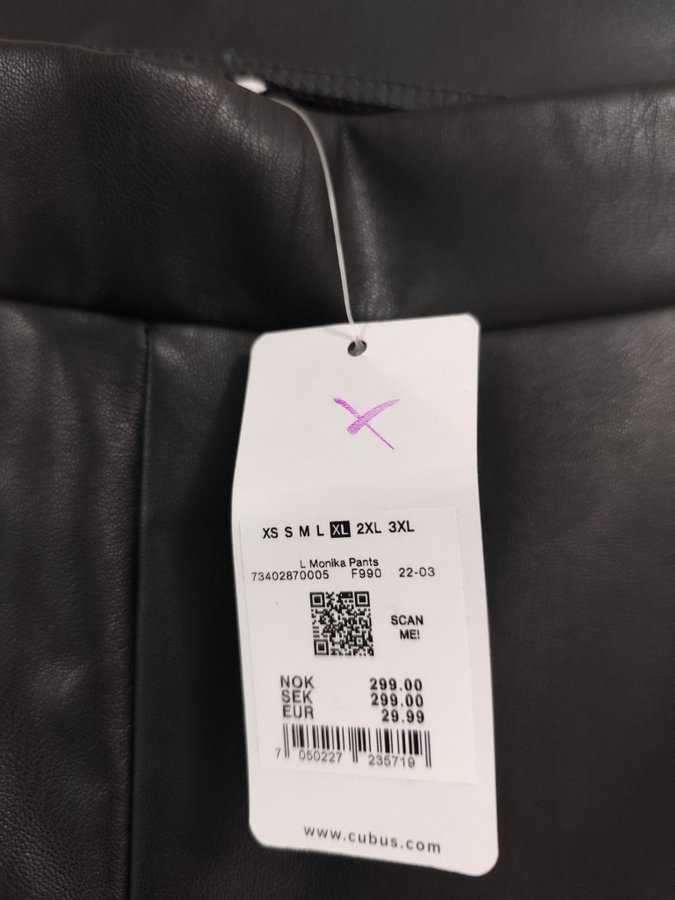 XS S M L XL 2XL 3XL
L Monika Pants
73402870005 F990 22-03
SCAN
ME!
NOK 299.00
SEK 299.00
EUR 29.99
7 050227 235719
www.cubus.com